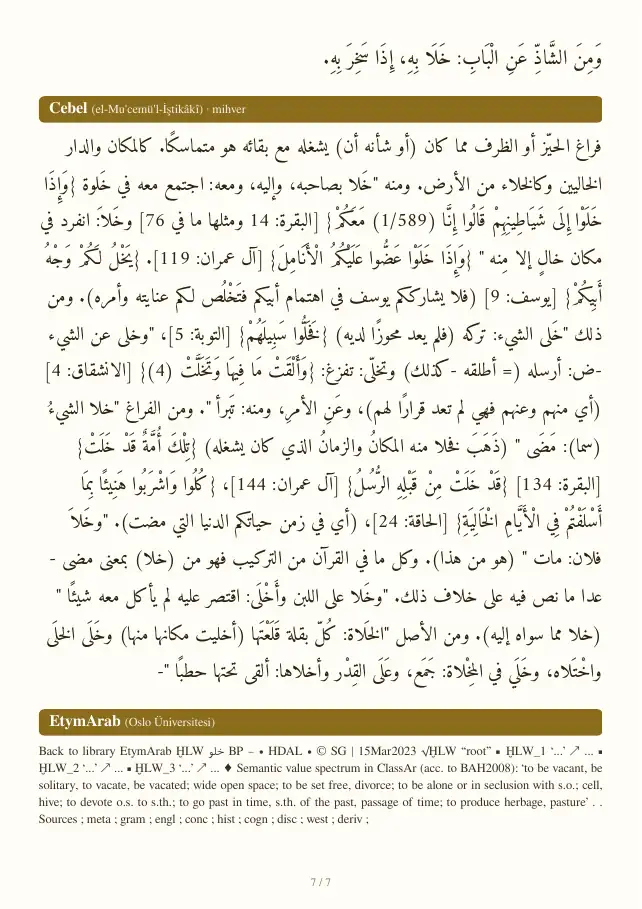 وَمِنَ الشَّاذِّ عَنِ الْبَابِ: خَلَا بِهِ، إِذَا سَخِرَ بِهِ.
Cebel (el-Mu'cemü'l-İştikâkî) · mihver
فراغ الحيّز أو الظرف مما كان (أو شأنه أن) يشغله مع بقائه هو متماسكًا. كالمكان والدار
الخاليين وكالخلاء من الأرض. ومنه "خَلا بصاحبه، وإليه، ومعه: اجتمع معه في خَلوة {وَإِذَا
خَلَوْا إِلَى شَيَاطِينِهِمْ قَالُوا إِنَّا (1/589) مَعَكُمْ} [البقرة: 14 ومثلها ما في 76] وخَلاَ: انفرد في
مكان خالٍ إلا مِنه " {وَإِذَا خَلَوْا عَضُّوا عَلَيْكُمُ الْأَنَامِلَ} [آل عمران: 119]. {يَخْلُ لَكُمْ وَجْهُ
أَبِيكُمْ} [يوسف: 9] (فلا يشارككم يوسف في اهتمام أبيكم فتَخْلُص لكم عنايته وأمره). ومن
ذلك "خَلى الشيءَ: تركه (فلم يعد محوزًا لديه) {فَخَلُّوا سَبِيلَهُمْ} [التوبة: 5]، "وخلى عن الشيء
-ض: أرسله (= أطلقه -كذلك) وتخلّى: تفرّغ: {وَأَلْقَتْ مَا فِيهَا وَتَخَلَّتْ (4)} [الانشقاق: 4]
(أي منهم وعنهم فهي لم تعد قرارًا لهم)، وعَنِ الأمرِ، ومنه: تَبرأ ". ومن الفراغ "خلا الشيءُ
(سما): مَضَى " (ذَهَبَ فخلا منه المكانُ والزمانُ الذي كان يشغله) {تِلْكَ أُمَّةٌ قَدْ خَلَتْ}
[البقرة: 134] {قَدْ خَلَتْ مِنْ قَبْلِهِ الرُّسُلُ} [آل عمران: 144]، {كُلُوا وَاشْرَبُوا هَنِيئًا بِمَا
أَسْلَفْتُمْ فِي الْأَيَّامِ الْخَالِيَةِ} [الحاقة: 24]، (أي في زمن حياتكم الدنيا التي مضت). "وخَلاَ
فلان: مات " (هو من هذا). وكل ما في القرآن من التركيب فهو من (خلا) بمعنى مضى -
عدا ما نص فيه على خلاف ذلك. "وخَلا على اللبن وأَخْلَى: اقتصر عليه لم يأكل معه شيئًا "
(خلا مما سواه إليه). ومن الأصل "الخَلاة: كُلّ بقلة قَلَعْتَها (أخليت مكانها منها) وخَلَى الخلَى
واخْتَلاه، وخَلَي في المِخْلاة: جَمَع، وعَلَى القِدْر وأخلاها: ألقى تحتها حطبًا "-
EtymArab (Oslo Üniversitesi)
Back to library EtymArab ḪLW خلو BP – • HDAL • © SG | 15Mar2023 √ḪLW “root” ▪ ḪLW_1 ‘...’ ↗ ... ▪
ḪLW_2 ‘...’ ↗ ... ▪ ḪLW_3 ‘...’ ↗ ... ♦ Semantic value spectrum in ClassAr (acc. to BAH2008): ‘to be vacant, be
solitary, to vacate, be vacated; wide open space; to be set free, divorce; to be alone or in seclusion with s.o.; cell,
hive; to devote o.s. to s.th.; to go past in time, s.th. of the past, passage of time; to produce herbage, pasture’ . .
Sources ; meta ; gram ; engl ; conc ; hist ; cogn ; disc ; west ; deriv ;
7 / 7